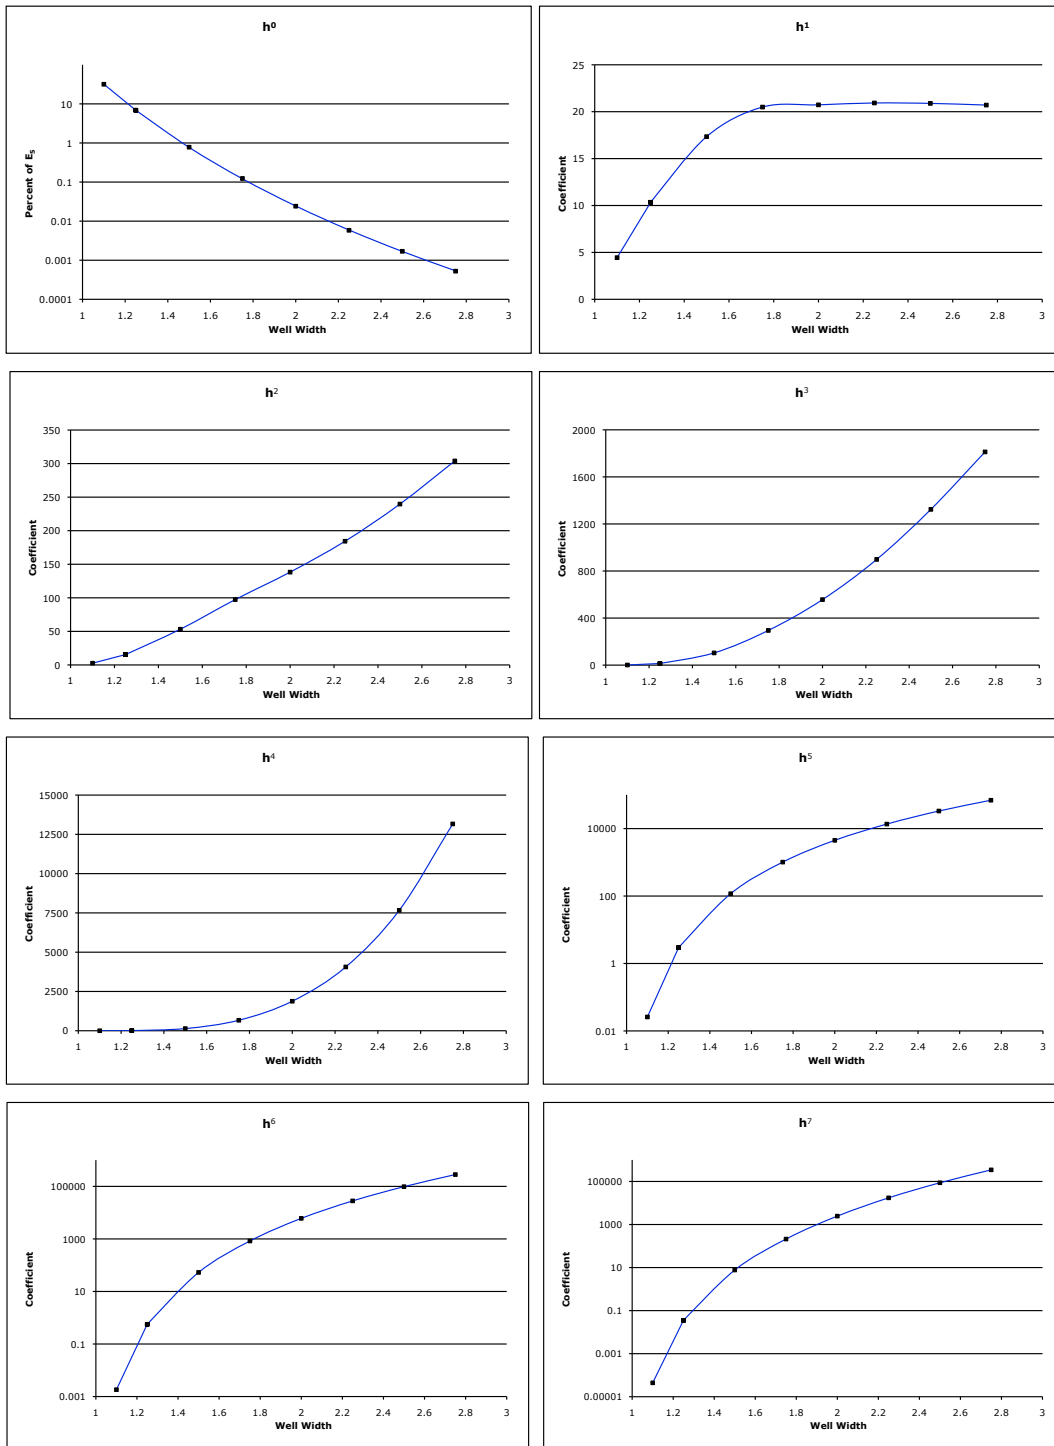 h⁰
Percent of E_S
10
1
0.1
0.01
0.001
0.0001
1 1.2 1.4 1.6 1.8 2 2.2 2.4 2.6 2.8 3
Well Width
h¹
Coefficient
25
20
15
10
5
0
1 1.2 1.4 1.6 1.8 2 2.2 2.4 2.6 2.8 3
Well Width
h²
Coefficient
350
300
250
200
150
100
50
0
1 1.2 1.4 1.6 1.8 2 2.2 2.4 2.6 2.8 3
Well Width
h³
Coefficient
2000
1600
1200
800
400
0
1 1.2 1.4 1.6 1.8 2 2.2 2.4 2.6 2.8 3
Well Width
h⁴
Coefficient
15000
12500
10000
7500
5000
2500
0
1 1.2 1.4 1.6 1.8 2 2.2 2.4 2.6 2.8 3
Well Width
h⁵
Coefficient
10000
100
1
0.01
1 1.2 1.4 1.6 1.8 2 2.2 2.4 2.6 2.8 3
Well Width
h⁶
Coefficient
100000
1000
10
0.1
0.001
1 1.2 1.4 1.6 1.8 2 2.2 2.4 2.6 2.8 3
Well Width
h⁷
Coefficient
100000
1000
10
0.1
0.001
0.00001
1 1.2 1.4 1.6 1.8 2 2.2 2.4 2.6 2.8 3
Well Width